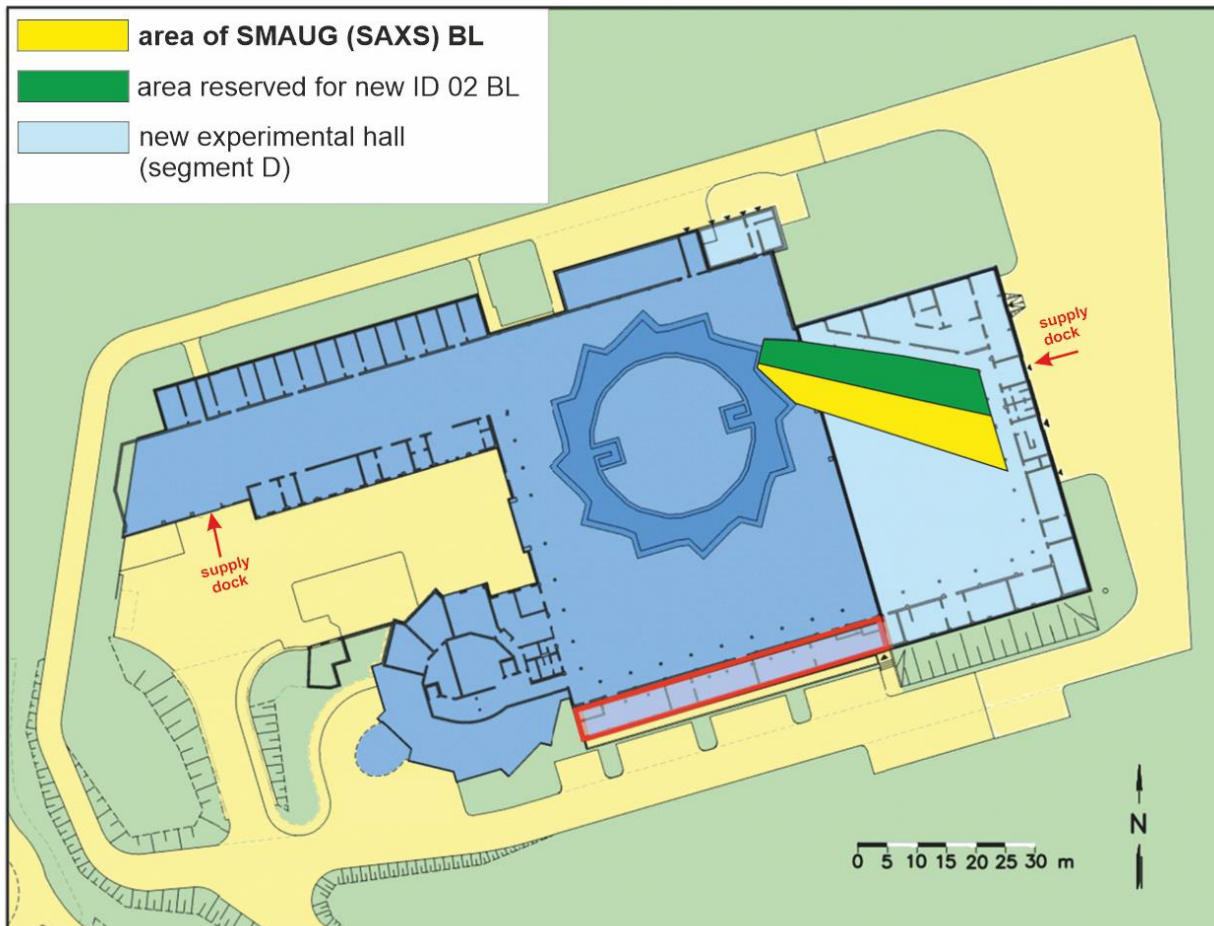 area of SMAUG (SAXS) BL
area reserved for new ID 02 BL
new experimental hall
(segment D)
supply
dock
supply
dock
N
0 5 10 15 20 25 30 m